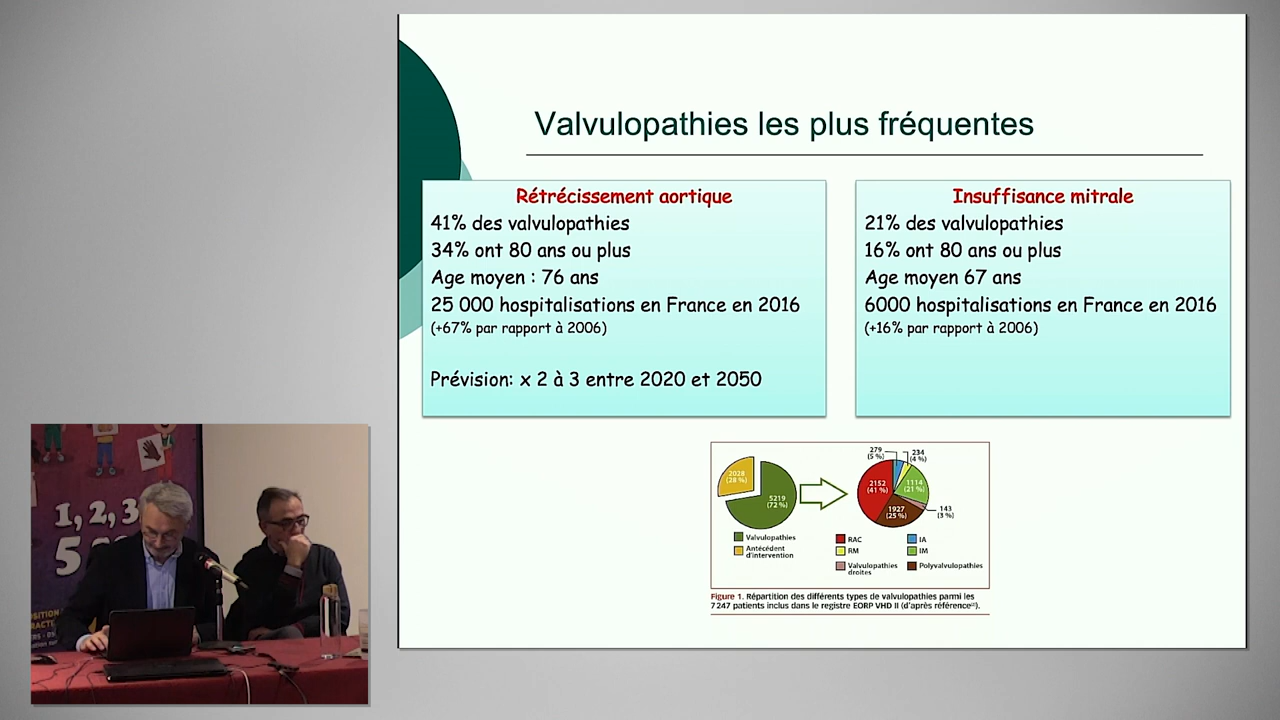 Valvulopathies les plus fréquentes
Rétrécissement aortique
41% des valvulopathies
34% ont 80 ans ou plus
Age moyen : 76 ans
25 000 hospitalisations en France en 2016
(+67% par rapport à 2006)
Prévision: x 2 à 3 entre 2020 et 2050
Insuffisance mitrale
21% des valvulopathies
16% ont 80 ans ou plus
Age moyen 67 ans
6000 hospitalisations en France en 2016
(+16% par rapport à 2006)
2028
(28 %)
5219
(72 %)
Valvulopathies
Antécédent
d'intervention
279
(5 %)
234
(4 %)
2152
(41 %)
1114
(21 %)
1927
(25 %)
143
(3 %)
RAC
IA
RM
IM
Valvulopathies
droites
Polyvalvulopathies
Figure 1. Répartition des différents types de valvulopathies parmi les
7 247 patients inclus dans le registre EORP VHD II (d'après référence).
1, 2, 3
5